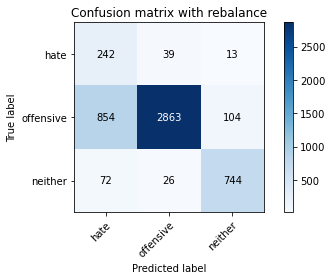 Confusion matrix with rebalance
hate 242 39 13
offensive 854 2863 104
neither 72 26 744
hate offensive neither
True label
Predicted label
2500
2000
1500
1000
500